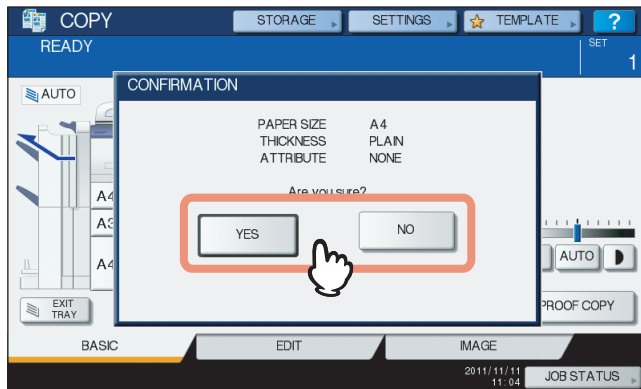 COPY
STORAGE
SETTINGS
TEMPLATE
?
READY
SET
1
AUTO
CONFIRMATION
PAPER SIZE A4
THICKNESS PLAIN
ATTRIBUTE NONE
Are you sure?
YES
NO
A4
A3
A4
AUTO
EXIT
TRAY
PROOF COPY
BASIC
EDIT
IMAGE
2011/11/11
11:04
JOB STATUS